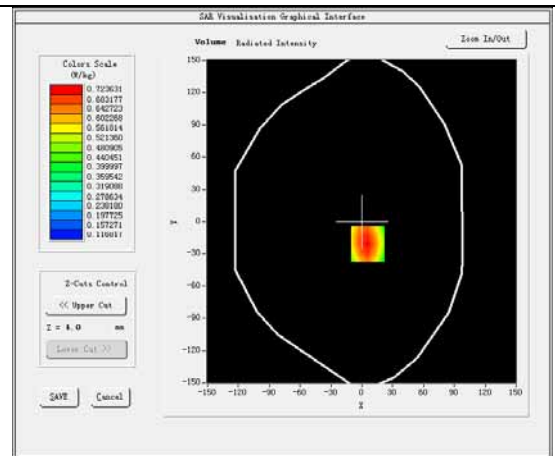 SAR Visualisation Graphical Interface
Volume Radiated Intensity
Zoom In/Out
Colors Scale
(W/kg)
0.723631
0.683177
0.642723
0.602268
0.561814
0.521360
0.480905
0.440451
0.399997
0.359542
0.319088
0.278634
0.238180
0.197725
0.157271
0.116817
Z-Cuts Control
<< Upper Cut
Z = 4.0 mm
Lower Cut >>
SAVE Cancel
150
120
90
60
30
0
-30
-60
-90
-120
-150
Y
-150 -120 -90 -60 -30 0 30 60 90 120 150
X